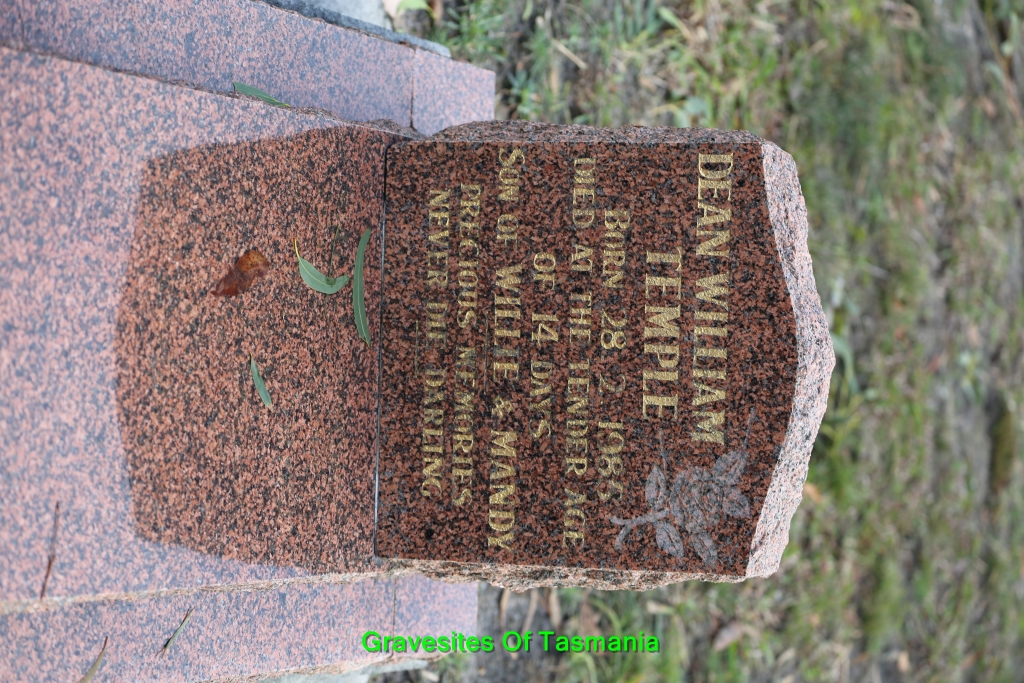 DEAN WILLIAM
TEMPLE
BORN 28. 2. 1986
DIED AT THE TENDER AGE
OF 14 DAYS
SON OF WILLIE & MANDY
PRECIOUS MEMORIES
NEVER DIE DARLING
Gravesites Of Tasmania